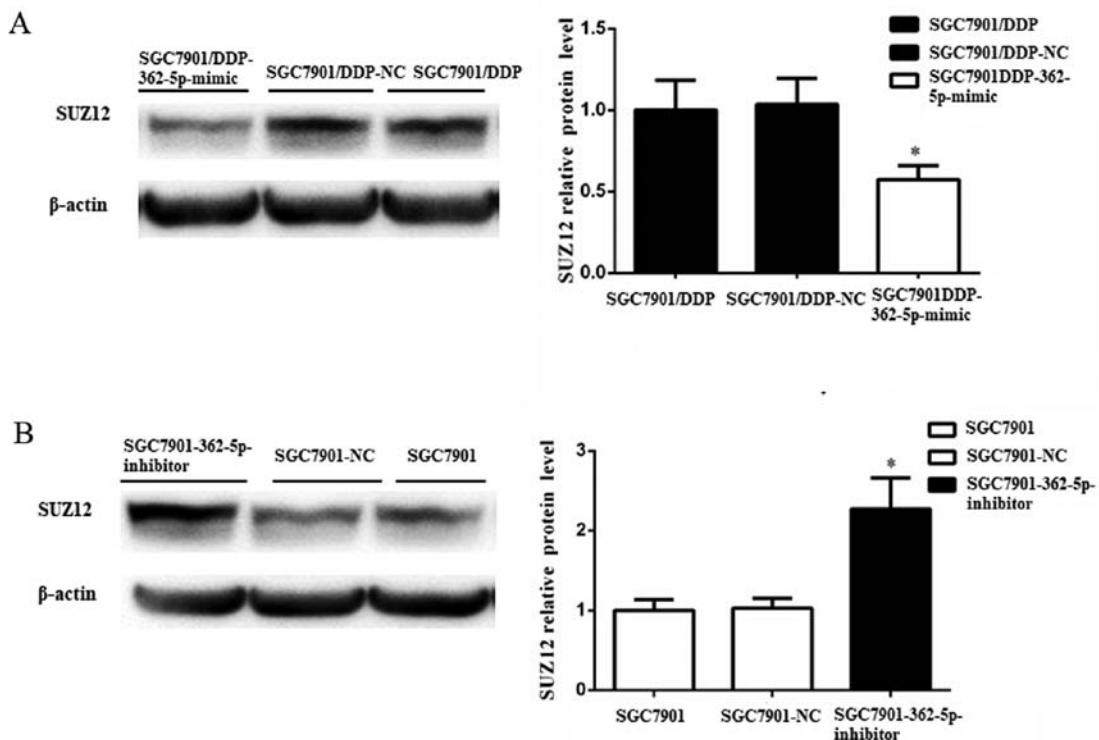 A
SGC7901/DDP-
362-5p-mimic
SGC7901/DDP-NC
SGC7901/DDP
SUZ12
β-actin
SUZ12 relative protein level
1.5
1.0
0.5
0.0
*
SGC7901/DDP
SGC7901/DDP-NC
SGC7901DDP-
362-5p-mimic
SGC7901/DDP
SGC7901/DDP-NC
SGC7901DDP-362-
5p-mimic
B
SGC7901-362-5p-
inhibitor
SGC7901-NC
SGC7901
SUZ12
β-actin
SUZ12 relative protein level
3
2
1
0
*
SGC7901
SGC7901-NC
SGC7901-362-5p-
inhibitor
SGC7901
SGC7901-NC
SGC7901-362-5p-
inhibitor